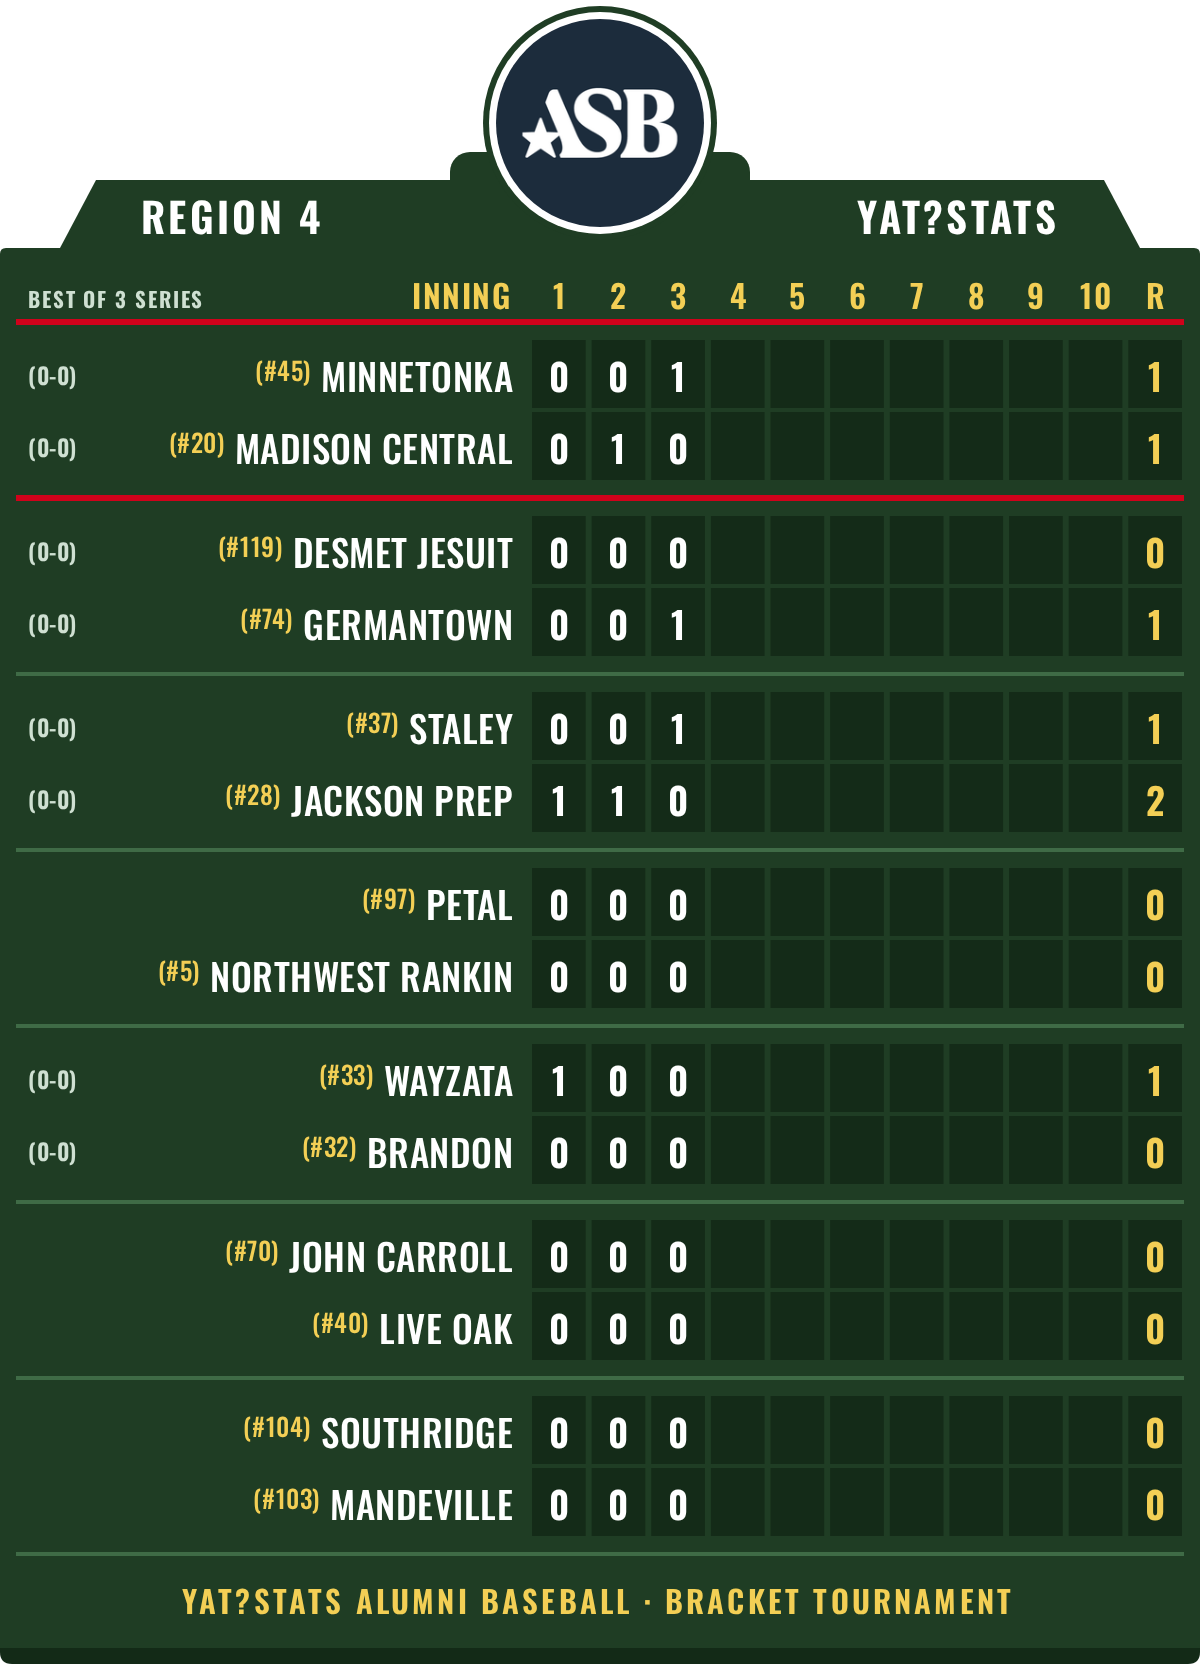 ASB
REGION 4 YAT?STATS
BEST OF 3 SERIES INNING 1 2 3 4 5 6 7 8 9 10 R
(0-0) (#45) MINNETONKA 0 0 1 1
(0-0) (#20) MADISON CENTRAL 0 1 0 1
(0-0) (#119) DESMET JESUIT 0 0 0 0
(0-0) (#74) GERMANTOWN 0 0 1 1
(0-0) (#37) STALEY 0 0 1 1
(0-0) (#28) JACKSON PREP 1 1 0 2
(#97) PETAL 0 0 0 0
(#5) NORTHWEST RANKIN 0 0 0 0
(0-0) (#33) WAYZATA 1 0 0 1
(0-0) (#32) BRANDON 0 0 0 0
(#70) JOHN CARROLL 0 0 0 0
(#40) LIVE OAK 0 0 0 0
(#104) SOUTHRIDGE 0 0 0 0
(#103) MANDEVILLE 0 0 0 0
YAT?STATS ALUMNI BASEBALL · BRACKET TOURNAMENT